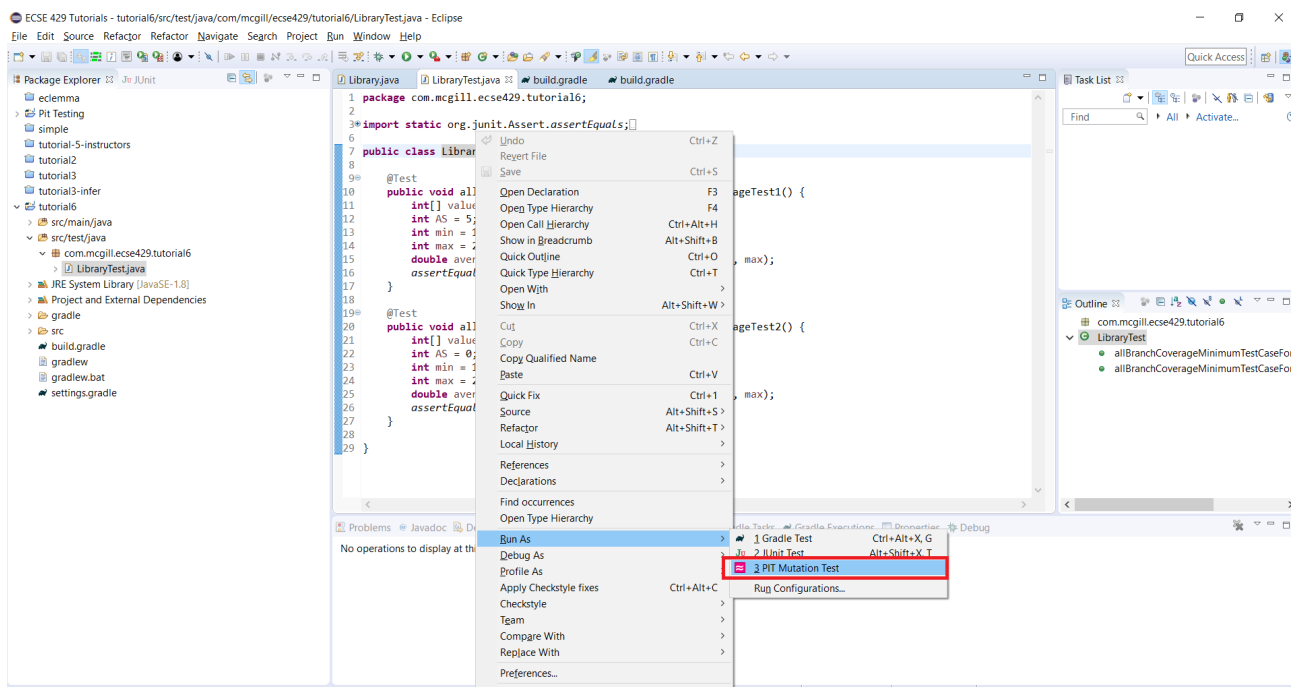 ECSE 429 Tutorials - tutorial6/src/test/java/com/mcgill/ecse429/tutorial6/LibraryTest.java - Eclipse
File Edit Source Refactor Refactor Navigate Search Project Run Window Help
Quick Access
Package Explorer JUnit
eclemma
Pit Testing
simple
tutorial-5-instructors
tutorial2
tutorial3
tutorial3-infer
tutorial6
src/main/java
src/test/java
com.mcgill.ecse429.tutorial6
LibraryTest.java
JRE System Library [JavaSE-1.8]
Project and External Dependencies
gradle
src
build.gradle
gradlew
gradlew.bat
settings.gradle
Library.java LibraryTest.java build.gradle build.gradle
1 package com.mcgill.ecse429.tutorial6;
2
3 import static org.junit.Assert.assertEquals;
6
7 public class Librar
8
9 @Test
10 public void all ageTest1() {
11 int[] value
12 int AS = 5;
13 int min = 1
14 int max = 2
15 double aver , max);
16 assertEqual
17 }
18
19 @Test
20 public void all ageTest2() {
21 int[] value
22 int AS = 0;
23 int min = 1
24 int max = 2
25 double aver , max);
26 assertEqual
27 }
28
29 }
Undo Ctrl+Z
Revert File
Save Ctrl+S
Open Declaration F3
Open Type Hierarchy F4
Open Call Hierarchy Ctrl+Alt+H
Show in Breadcrumb Alt+Shift+B
Quick Outline Ctrl+O
Quick Type Hierarchy Ctrl+T
Open With
Show In Alt+Shift+W
Cut Ctrl+X
Copy Ctrl+C
Copy Qualified Name
Paste Ctrl+V
Quick Fix Ctrl+1
Source Alt+Shift+S
Refactor Alt+Shift+T
Local History
References
Declarations
Find occurrences
Open Type Hierarchy
Run As
Debug As
Profile As
Apply Checkstyle fixes Ctrl+Alt+C
Checkstyle
Team
Compare With
Replace With
Preferences...
1 Gradle Test Ctrl+Alt+X, G
2 JUnit Test Alt+Shift+X, T
3 PIT Mutation Test
Run Configurations...
Problems Javadoc De dle Tasks Gradle Executions Properties Debug
No operations to display at thi
Task List
Find All Activate...
Outline
com.mcgill.ecse429.tutorial6
LibraryTest
allBranchCoverageMinimumTestCaseFo
allBranchCoverageMinimumTestCaseFo